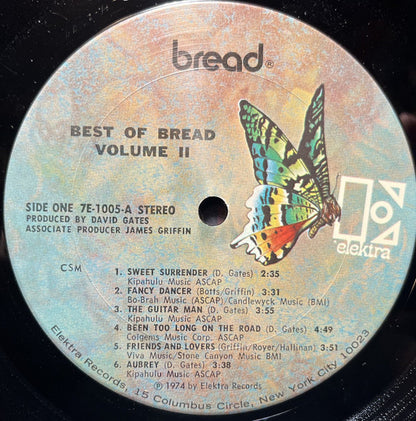 bread®
BEST OF BREAD
VOLUME II
SIDE ONE 7E-1005-A STEREO
PRODUCED BY DAVID GATES
ASSOCIATE PRODUCER JAMES GRIFFIN
elektra
CSM
1. SWEET SURRENDER (D. Gates) 2:35
Kipahulu Music ASCAP
2. FANCY DANCER (Botts/Griffin) 3:31
Bo-Brah Music (ASCAP)/Candlewyck Music (BMI)
3. THE GUITAR MAN (D. Gates) 3:55
Kipahulu Music ASCAP
4. BEEN TOO LONG ON THE ROAD (D. Gates) 4:49
Colgems Music Corp. ASCAP
5. FRIENDS AND LOVERS (Griffin/Royer/Hallinan) 3:51
Viva Music/Stone Canyon Music BMI
6. AUBREY (D. Gates) 3:38
Kipahulu Music ASCAP
℗ 1974 by Elektra Records
Elektra Records, 15 Columbus Circle, New York City 10023